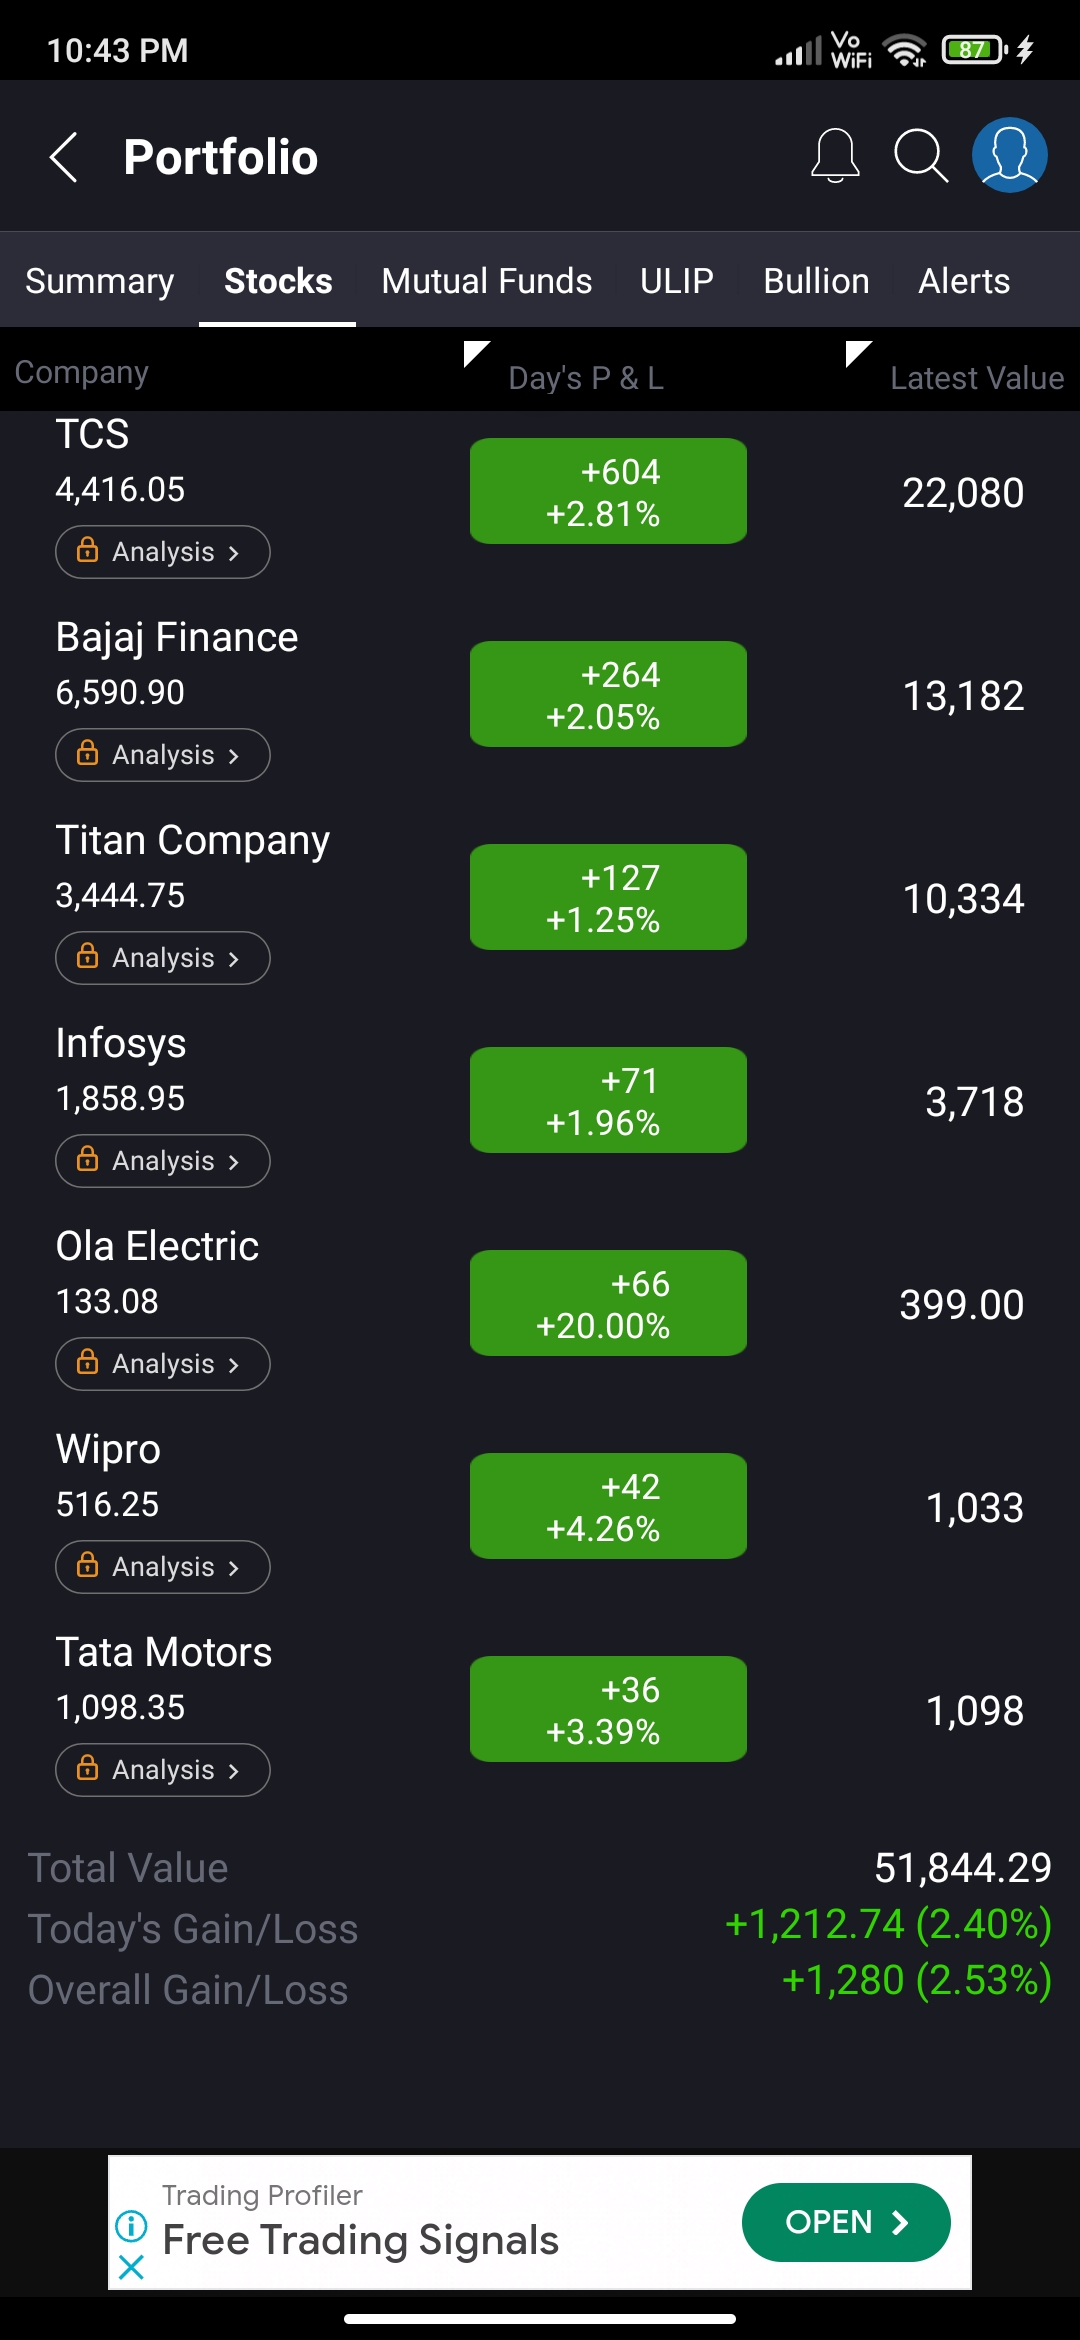 10:43 PM
Vo
WiFi
87
Portfolio
Summary Stocks Mutual Funds ULIP Bullion Alerts
Company Day's P & L Latest Value
TCS
4,416.05
+604
+2.81%
22,080
Analysis
Bajaj Finance
6,590.90
+264
+2.05%
13,182
Analysis
Titan Company
3,444.75
+127
+1.25%
10,334
Analysis
Infosys
1,858.95
+71
+1.96%
3,718
Analysis
Ola Electric
133.08
+66
+20.00%
399.00
Analysis
Wipro
516.25
+42
+4.26%
1,033
Analysis
Tata Motors
1,098.35
+36
+3.39%
1,098
Analysis
Total Value 51,844.29
Today's Gain/Loss +1,212.74 (2.40%)
Overall Gain/Loss +1,280 (2.53%)
Trading Profiler
Free Trading Signals
OPEN